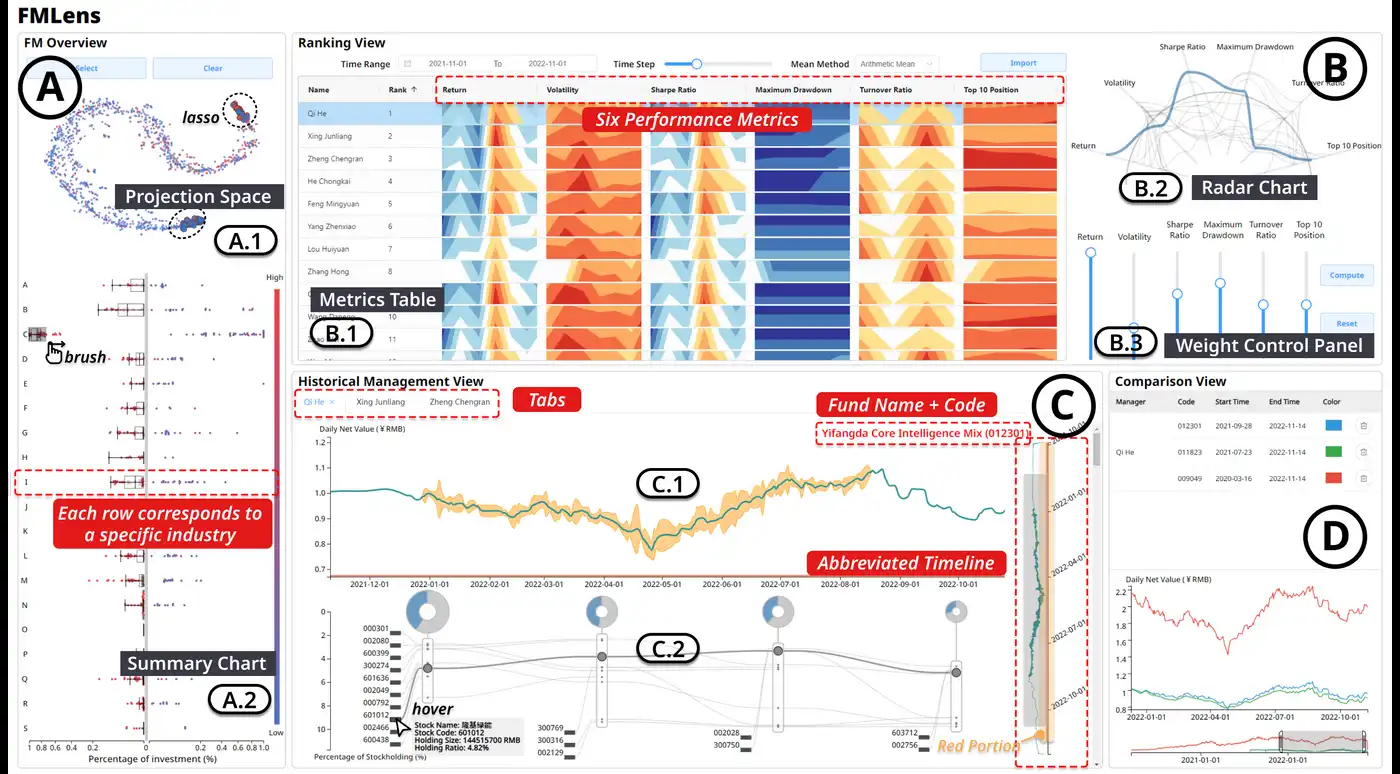 FMLens
FM Overview
Select
Clear
A
lasso
Projection Space
A.1
High
A
B
C
brush
D
E
F
G
H
I
Each row corresponds to
a specific industry
J
K
L
M
N
O
P
Summary Chart
Q
A.2
R
S
Low
1 0.8 0.6 0.4 0.2 0 0.2 0.4 0.6 0.8 1.0
Percentage of investment (%)
Ranking View
Time Range 2021-11-01 To 2022-11-01 Time Step Mean Method Arithmetic Mean Import
Name Rank Return Volatility Sharpe Ratio Maximum Drawdown Turnover Ratio Top 10 Position
Six Performance Metrics
Qi He 1
Xing Junliang 2
Zheng Chengran 3
He Chongkai 4
Feng Mingyuan 5
Yang Zhenxiao 6
Lou Huiyuan 7
Zhang Hong 8
Metrics Table
10
B.1
11
B
Sharpe Ratio Maximum Drawdown
Volatility
Return
Top 10 Position
B.2
Radar Chart
Return
Volatility
Sharpe
Ratio
Maximum
Drawdown
Turnover
Ratio
Top 10
Position
Compute
Reset
B.3
Weight Control Panel
Historical Management View
Qi He × Xing Junliang Zheng Chengran
Tabs
Fund Name + Code
C
Daily Net Value (¥RMB)
Yifangda Core Intelligence Mix (012301)
1.2
1.1
1.0
0.9
0.8
0.7
C.1
Abbreviated Timeline
2021-12-01 2022-01-01 2022-02-01 2022-03-01 2022-04-01 2022-05-01 2022-06-01 2022-07-01 2022-08-01 2022-09-01 2022-10-01
2022-01-01
2022-04-01
2022-07-01
2022-10-01
0
2
4
6
8
10
000301
002080
600399
300274
601636
002049
000792
601012
002466
600438
C.2
hover
Stock Name: 隆基绿能
Stock Code: 601012
Holding Size: 144515700 RMB
Holding Ratio: 4.82%
300769
300316
002129
002028
300750
603712
002756
Red Portion
Percentage of Stockholding (%)
Comparison View
Manager Code Start Time End Time Color
012301 2021-09-28 2022-11-14
Qi He 011823 2021-07-23 2022-11-14
009049 2020-03-16 2022-11-14
D
Daily Net Value (¥RMB)
2.2
2
1.8
1.6
1.4
1.2
1
0.8
2022-01-01 2022-04-01 2022-07-01 2022-10-01
2021-01-01 2022-01-01